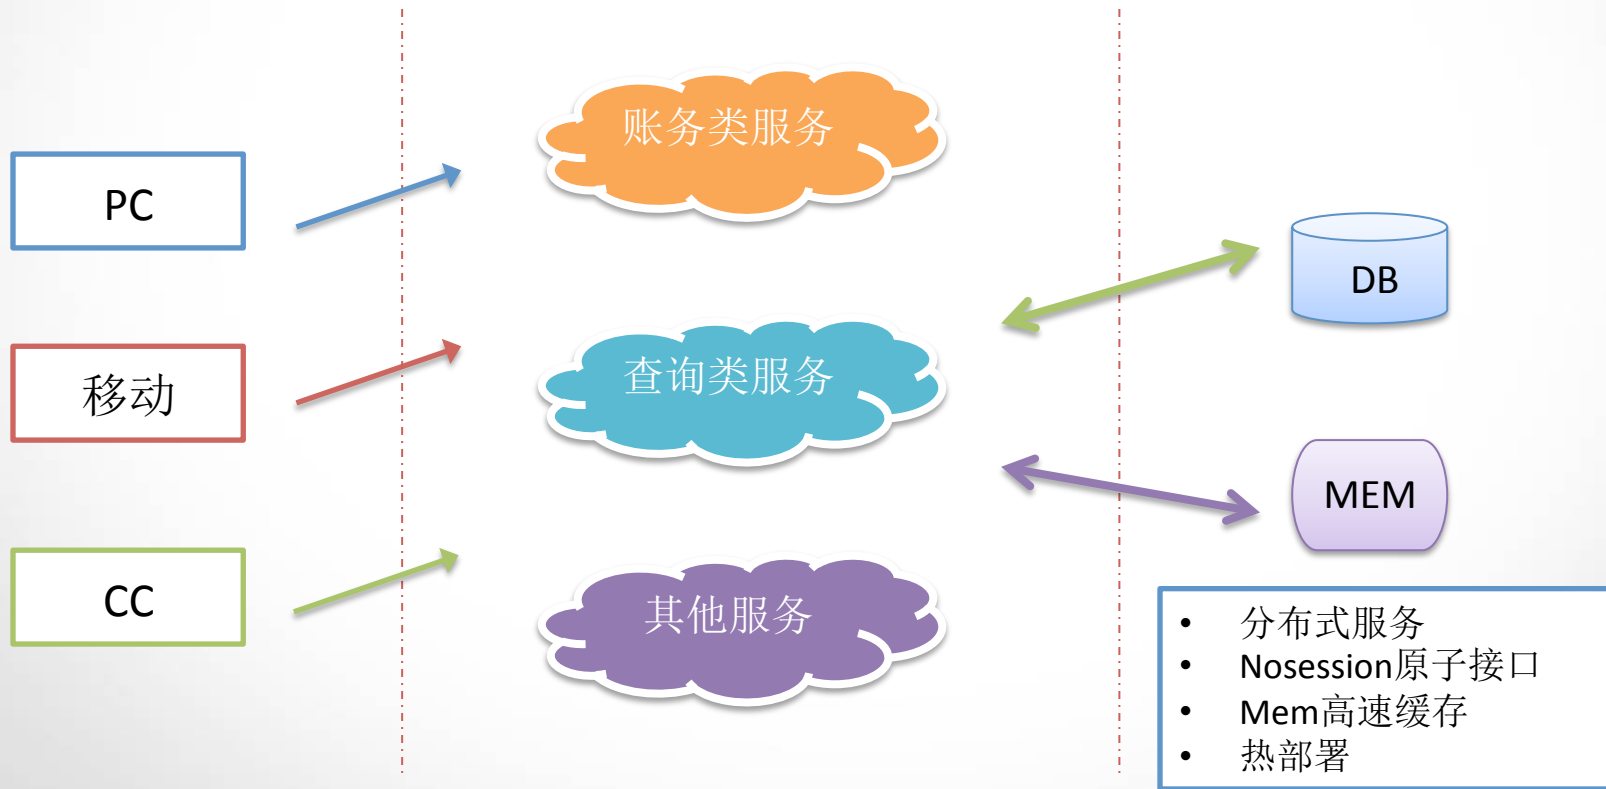 PC
移动
CC
账务类服务
查询类服务
其他服务
DB
MEM
• 分布式服务
• Nosession原子接口
• Mem高速缓存
• 热部署